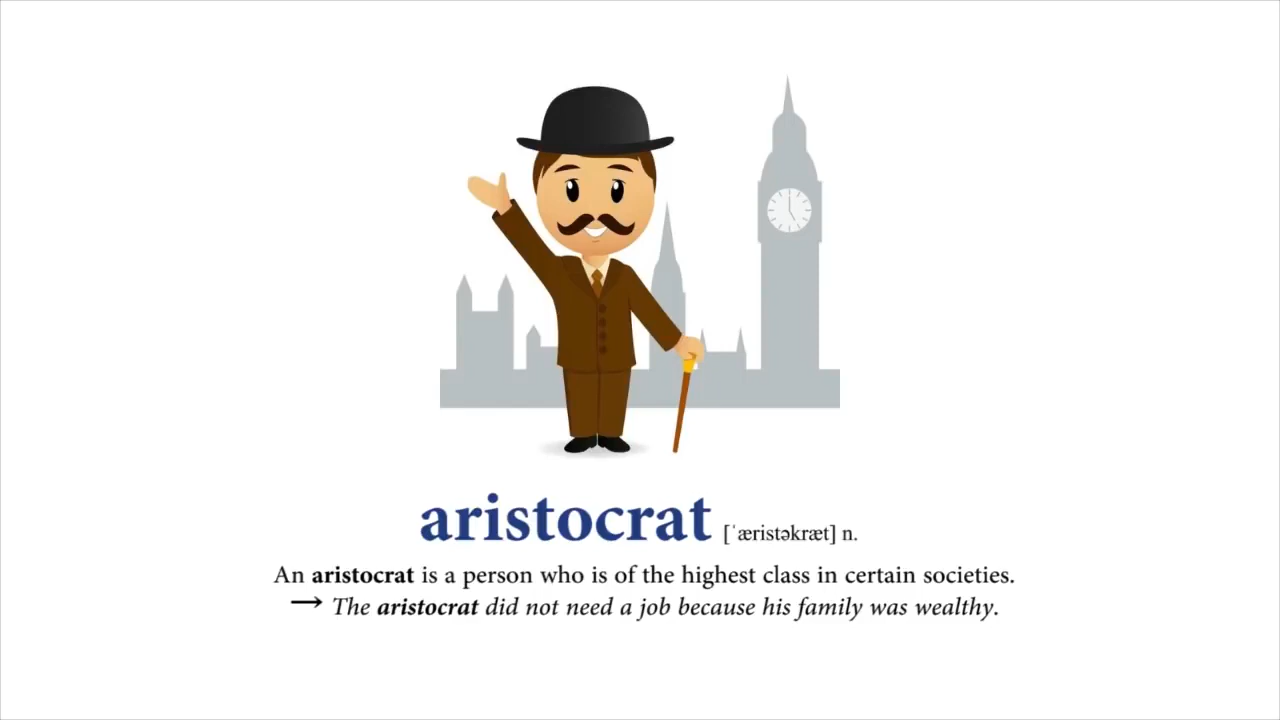 aristocrat [ˈæristəkræt] n.
An aristocrat is a person who is of the highest class in certain societies.
→ The aristocrat did not need a job because his family was wealthy.